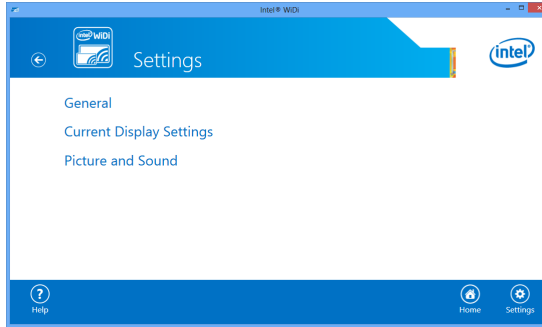 Intel® WiDi
intel WiDi
Settings
intel
General
Current Display Settings
Picture and Sound
?
Help
Home
Settings